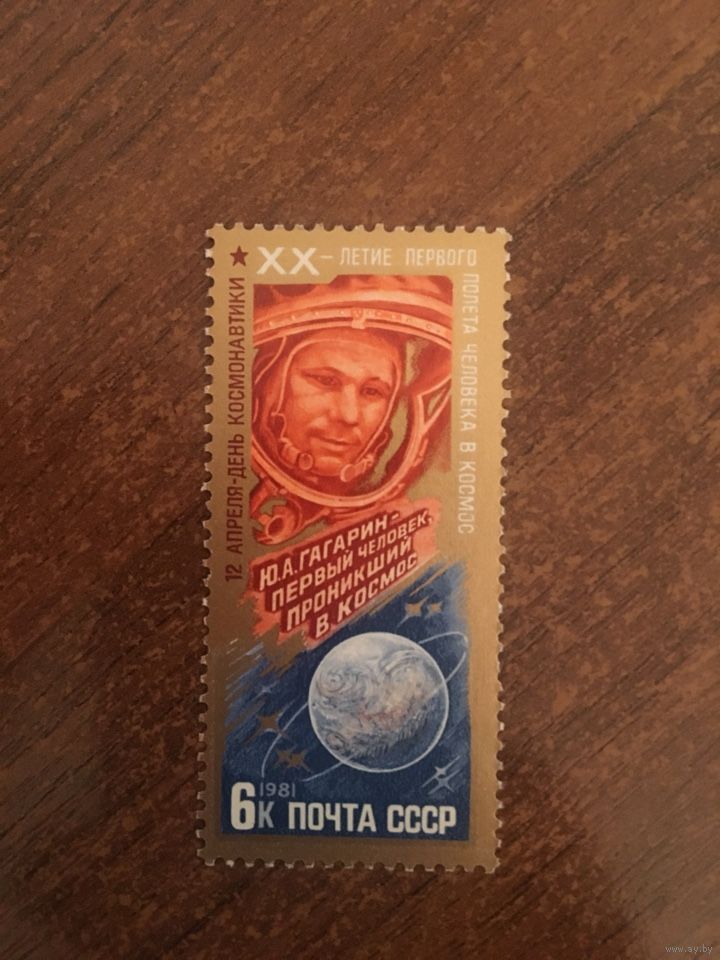 12 АПРЕЛЯ-ДЕНЬ КОСМОНАВТИКИ ★
XX – ЛЕТИЕ ПЕРВОГО
ПОЛЕТА ЧЕЛОВЕКА В КОСМОС
Ю.А. ГАГАРИН –
ПЕРВЫЙ ЧЕЛОВЕК,
ПРОНИКШИЙ
В КОСМОС
6К 1981 ПОЧТА СССР
www.ay.by